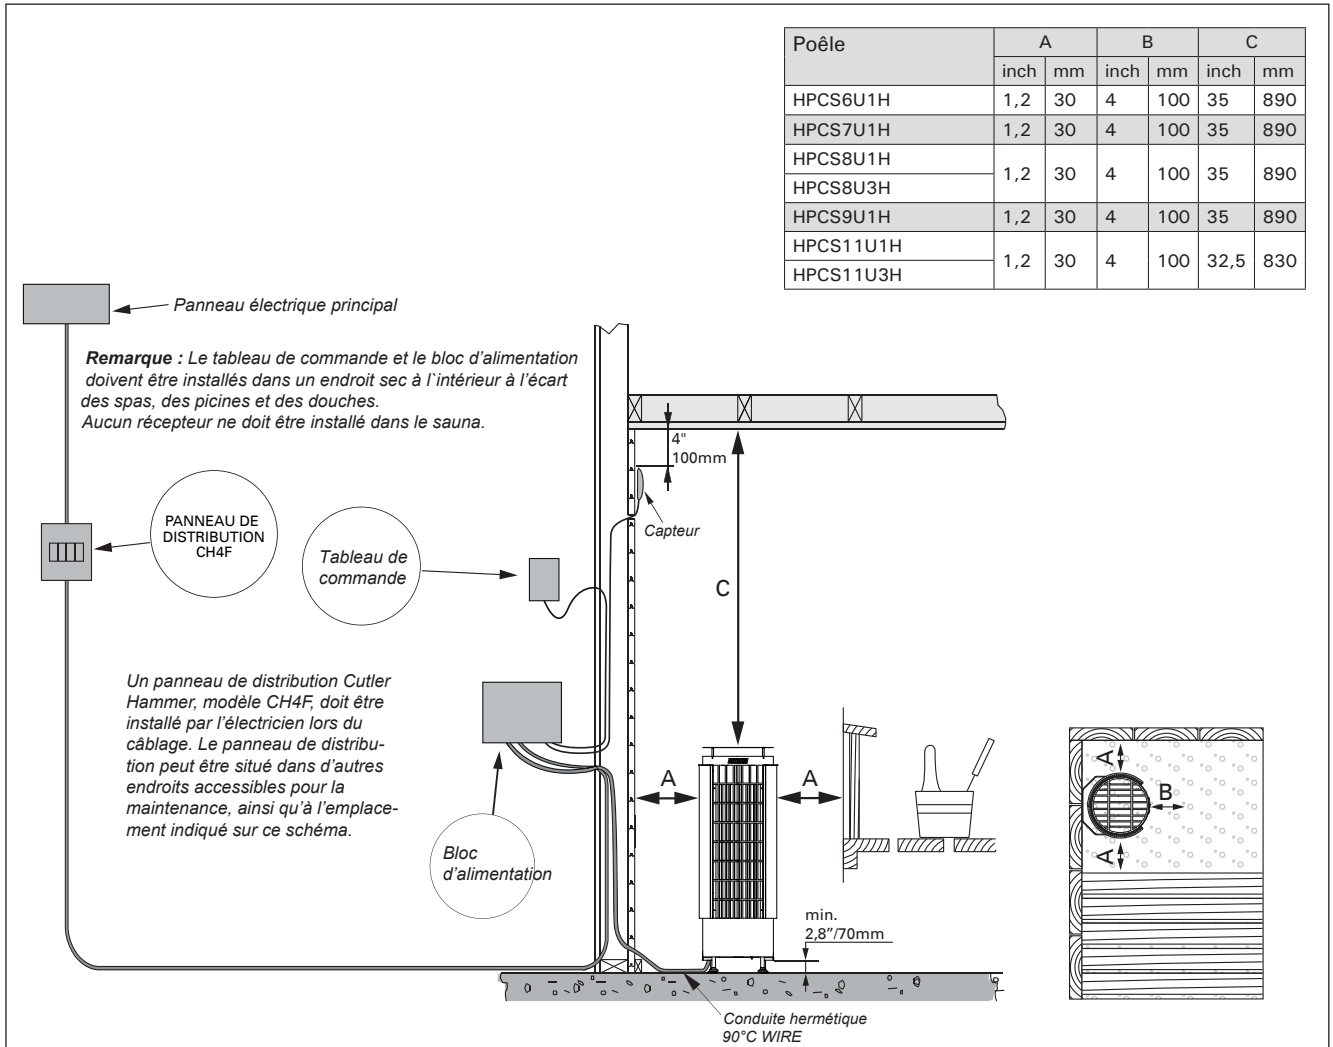 Poêle A B C
inch mm inch mm inch mm
HPCS6U1H 1,2 30 4 100 35 890
HPCS7U1H 1,2 30 4 100 35 890
HPCS8U1H
1,2 30 4 100 35 890
HPCS8U3H
HPCS9U1H 1,2 30 4 100 35 890
HPCS11U1H
1,2 30 4 100 32,5 830
HPCS11U3H
Panneau électrique principal
Remarque : Le tableau de commande et le bloc d'alimentation
doivent être installés dans un endroit sec à l`intérieur à l'écart
des spas, des picines et des douches.
Aucun récepteur ne doit être installé dans le sauna.
4"
100mm
Capteur
PANNEAU DE
DISTRIBUTION
CH4F
Tableau de
commande
C
Un panneau de distribution Cutler
Hammer, modèle CH4F, doit être
installé par l'électricien lors du
câblage. Le panneau de distribu-
tion peut être situé dans d'autres
endroits accessibles pour la
maintenance, ainsi qu'à l'emplace-
ment indiqué sur ce schéma.
Bloc
d'alimentation
A
A
A
B
A
min.
2,8”/70mm
Conduite hermétique
90°C WIRE